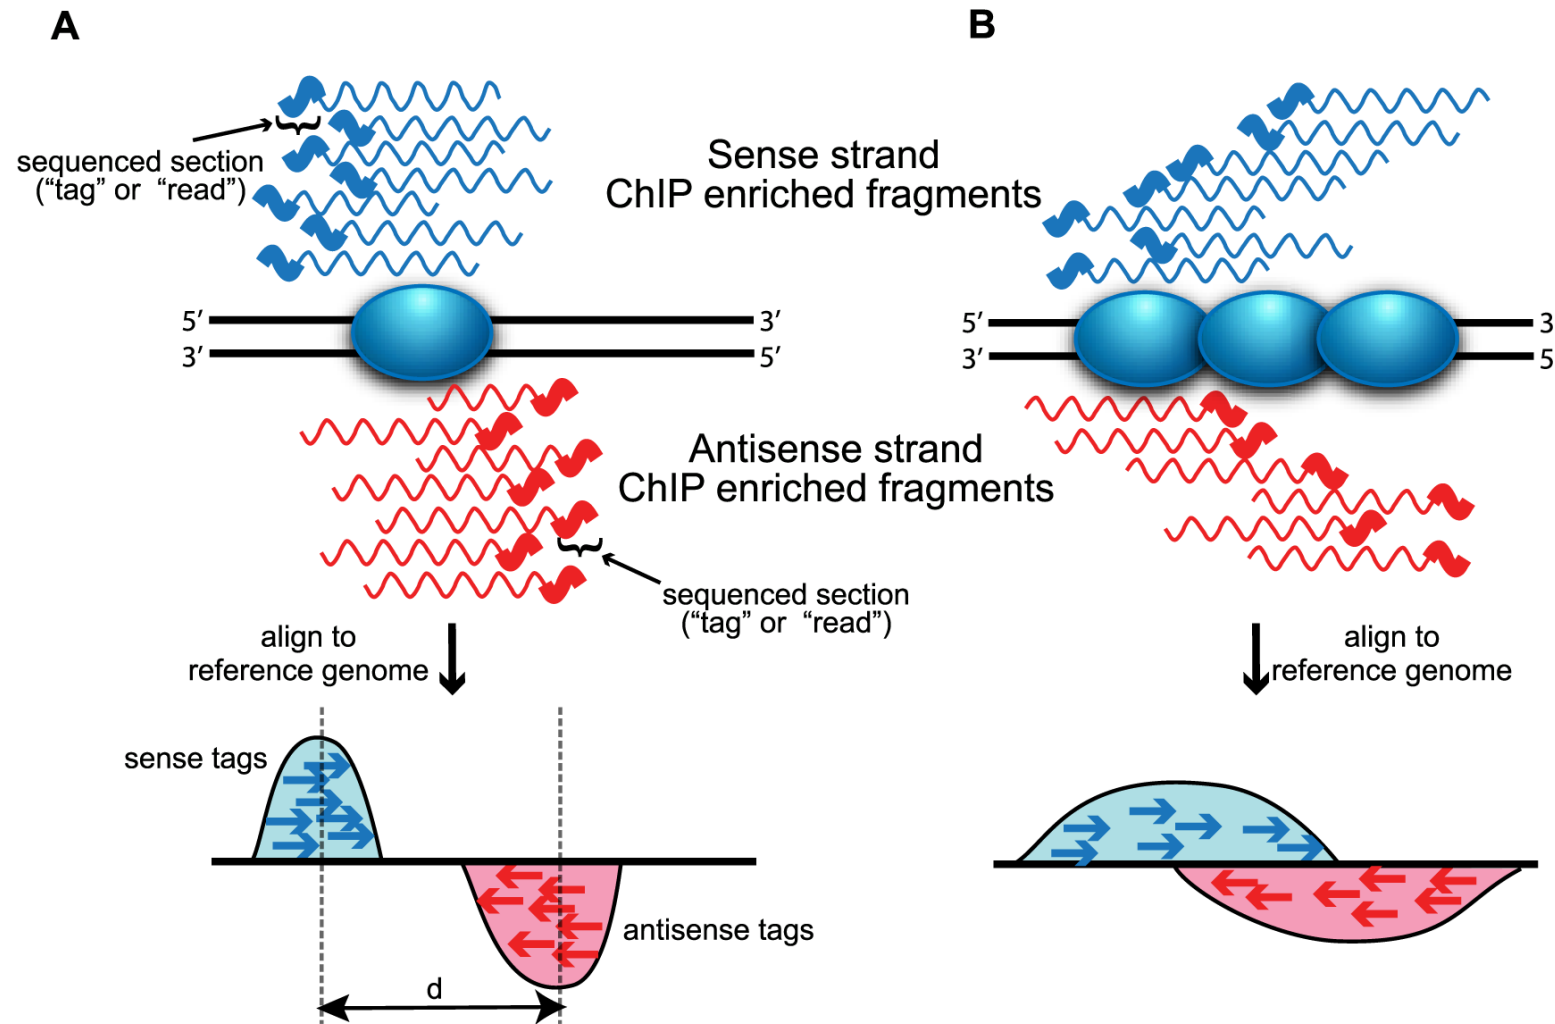 A
B
sequenced section
(“tag” or “read”)
Sense strand
ChIP enriched fragments
5′
3′
3′
5′
5′
3
3′
5
Antisense strand
ChIP enriched fragments
sequenced section
(“tag” or “read”)
align to
reference genome
align to
reference genome
sense tags
antisense tags
d